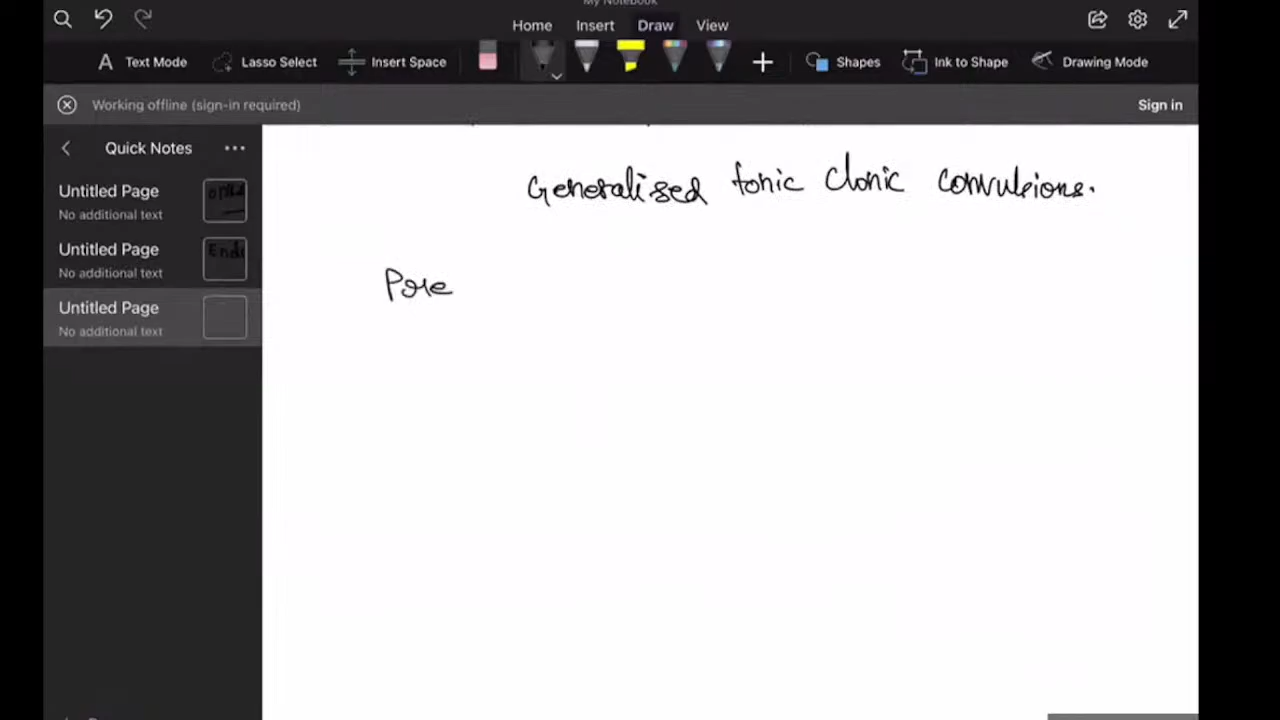 My Notebook
Home Insert Draw View
Text Mode Lasso Select Insert Space Shapes Ink to Shape Drawing Mode
Working offline (sign-in required) Sign in
Quick Notes
Untitled Page
No additional text
Untitled Page
No additional text
Untitled Page
No additional text
Generalised tonic clonic convulsions.
Pre